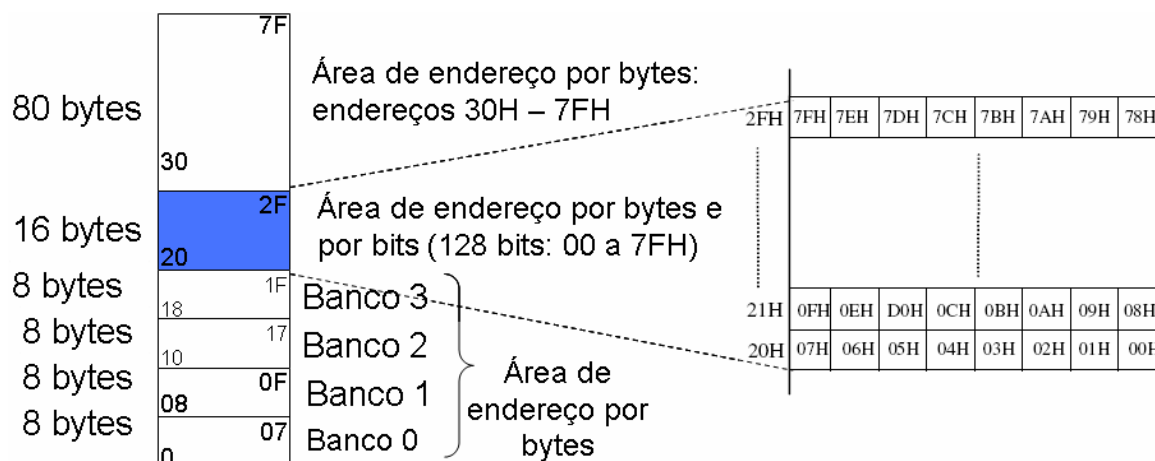 7F
80 bytes
30
Área de endereço por bytes:
endereços 30H – 7FH
2F
16 bytes
20
Área de endereço por bytes e
por bits (128 bits: 00 a 7FH)
8 bytes
1F
18
Banco 3
8 bytes
17
10
Banco 2
8 bytes
0F
08
Banco 1
8 bytes
07
0
Banco 0
Área de
endereço por
bytes
2FH 7FH 7EH 7DH 7CH 7BH 7AH 79H 78H
21H 0FH 0EH D0H 0CH 0BH 0AH 09H 08H
20H 07H 06H 05H 04H 03H 02H 01H 00H